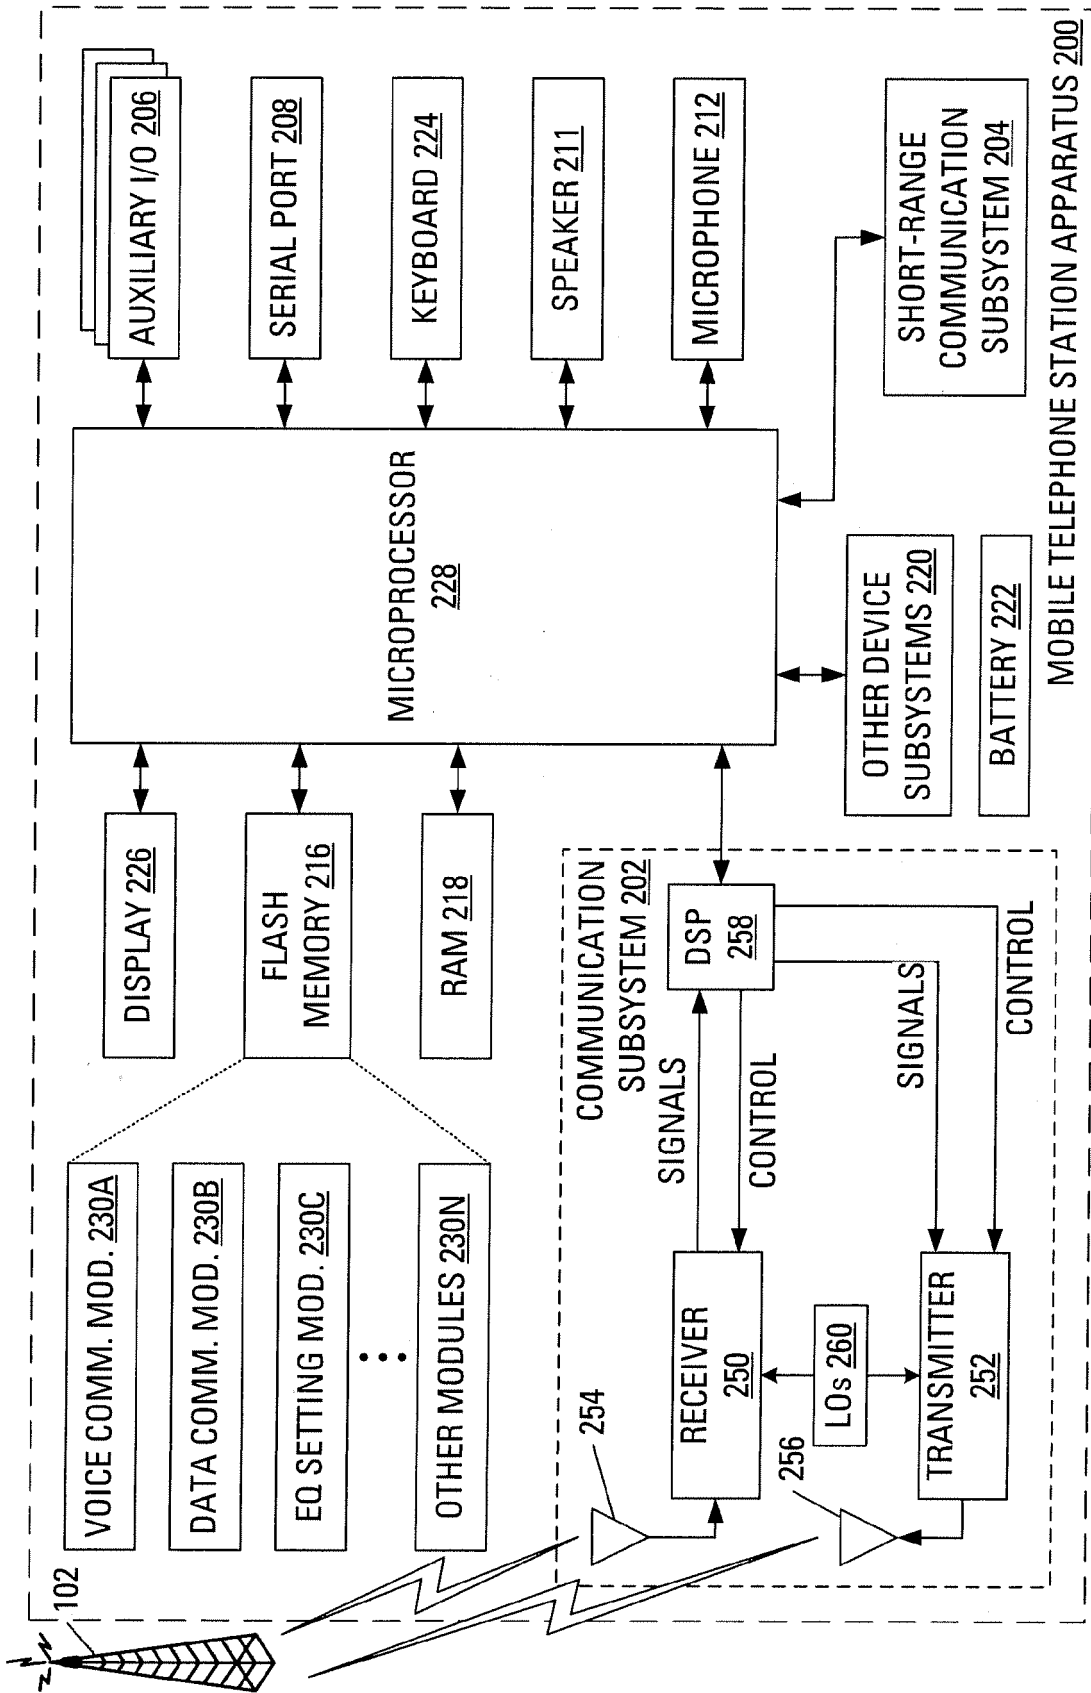 102
VOICE COMM. MOD. 230A
DATA COMM. MOD. 230B
EQ SETTING MOD. 230C
•••
OTHER MODULES 230N
DISPLAY 226
FLASH
MEMORY 216
RAM 218
MICROPROCESSOR
228
AUXILIARY I/O 206
SERIAL PORT 208
KEYBOARD 224
SPEAKER 211
MICROPHONE 212
COMMUNICATION
SUBSYSTEM 202
254
RECEIVER
250
SIGNALS
CONTROL
DSP
258
256
LOs 260
TRANSMITTER
252
SIGNALS
CONTROL
OTHER DEVICE
SUBSYSTEMS 220
BATTERY 222
SHORT-RANGE
COMMUNICATION
SUBSYSTEM 204
MOBILE TELEPHONE STATION APPARATUS 200